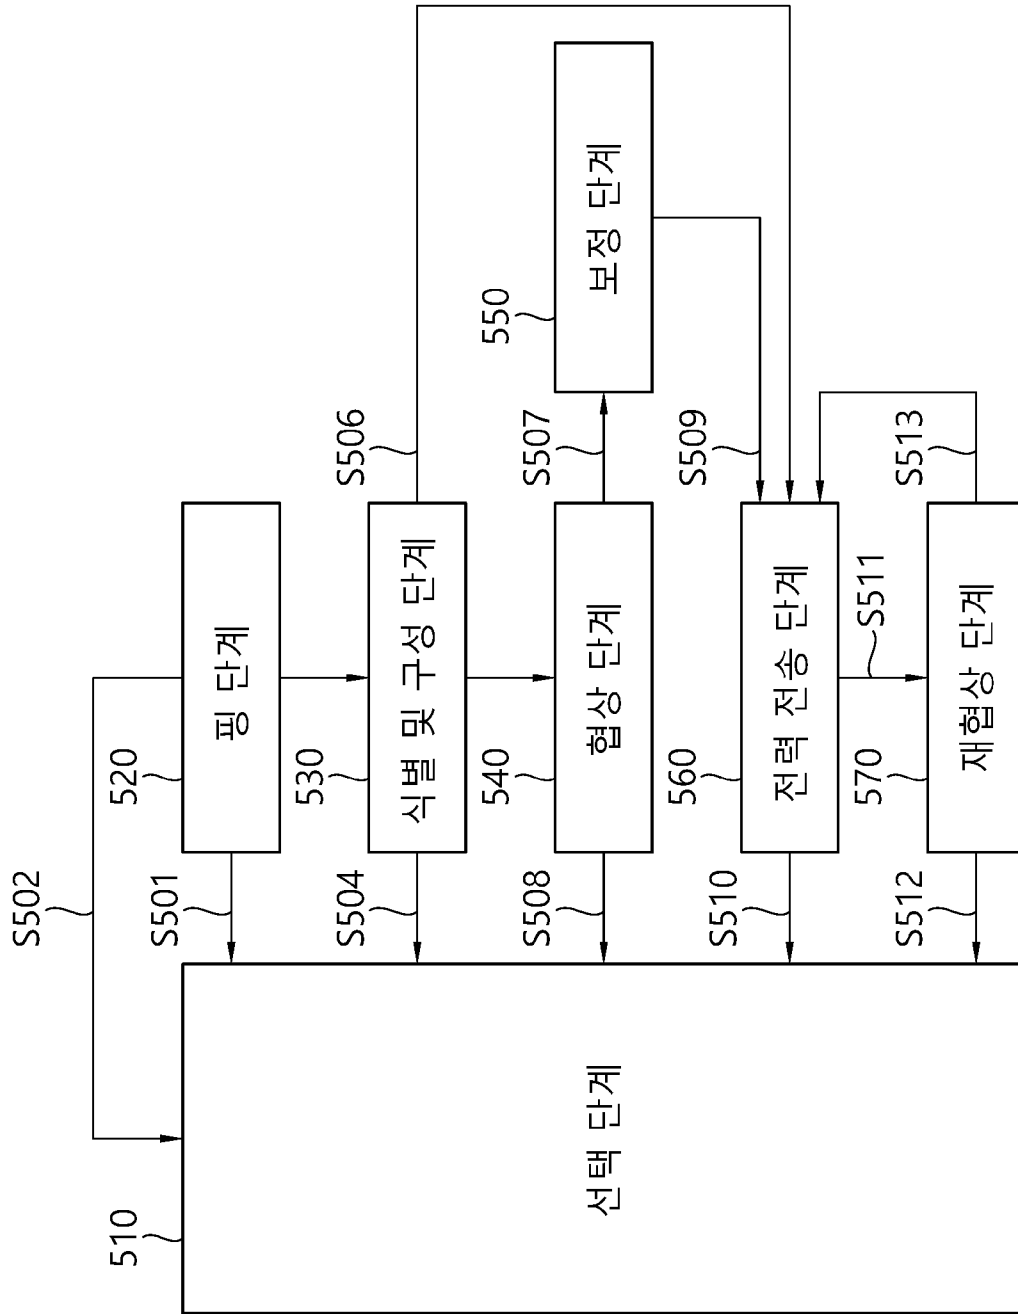 S502
520
핑 단계
S501
530
식별 및 구성 단계
S506
S504
540
협상 단계
S507
550
보정 단계
S508
S509
560
전력 전송 단계
S510
S511
570
재협상 단계
S513
S512
510
선택 단계